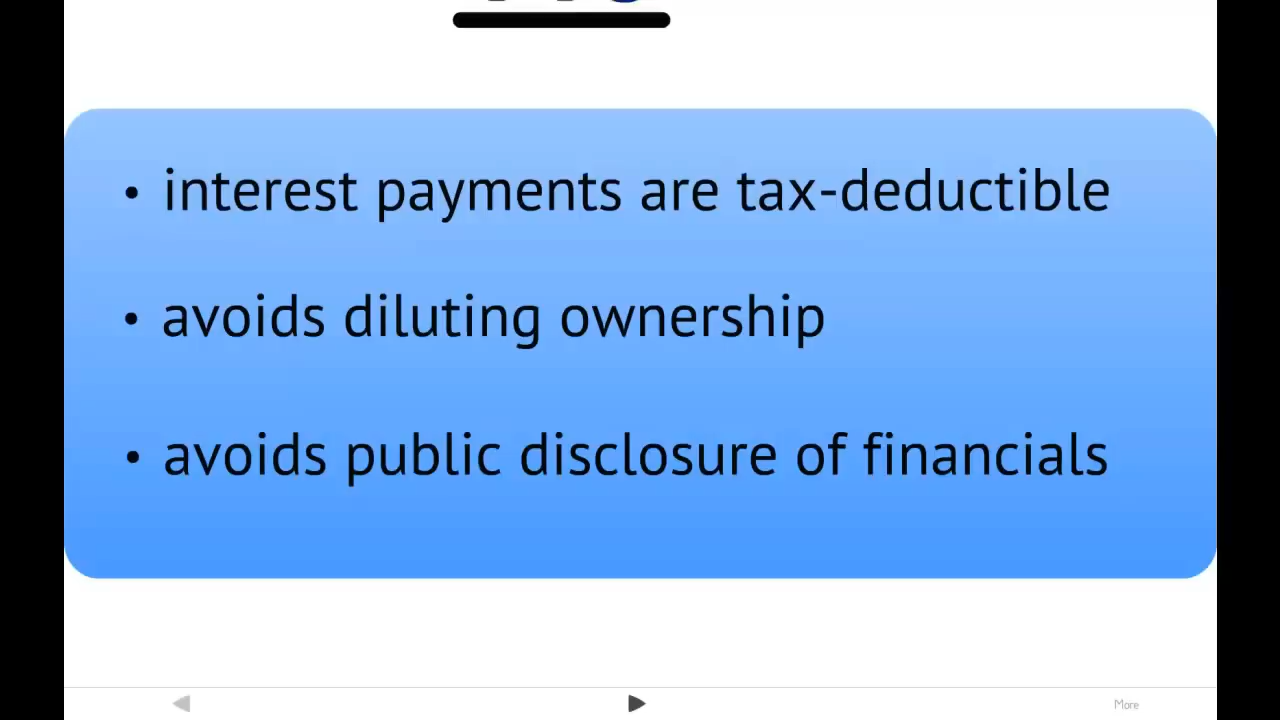 • interest payments are tax-deductible
• avoids diluting ownership
• avoids public disclosure of financials
More